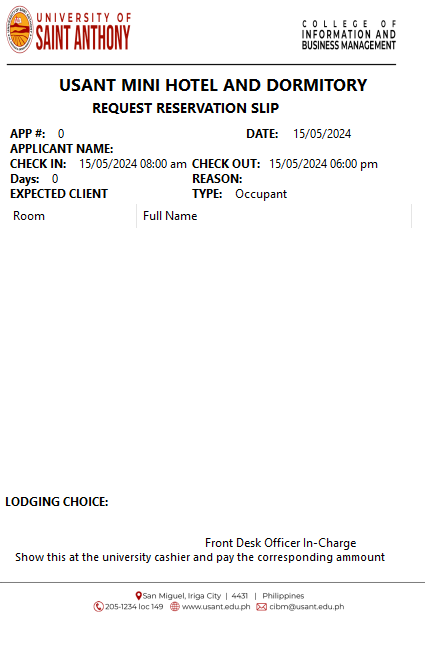 UNIVERSITY OF
SAINT ANTHONY
COLLEGE OF
INFORMATION AND
BUSINESS MANAGEMENT
USANT MINI HOTEL AND DORMITORY
REQUEST RESERVATION SLIP
APP #: 0 DATE: 15/05/2024
APPLICANT NAME:
CHECK IN: 15/05/2024 08:00 am CHECK OUT: 15/05/2024 06:00 pm
Days: 0 REASON:
EXPECTED CLIENT TYPE: Occupant
Room Full Name
LODGING CHOICE:
Front Desk Officer In-Charge
Show this at the university cashier and pay the corresponding ammount
San Miguel, Iriga City | 4431 | Philippines
205-1234 loc 149 www.usant.edu.ph cibm@usant.edu.ph